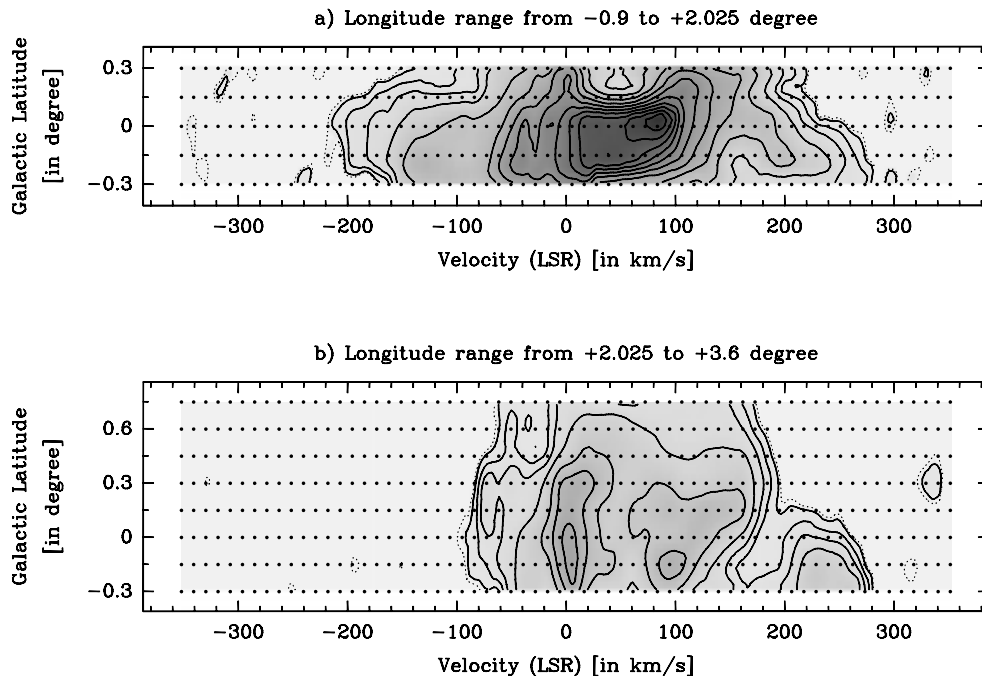 a) Longitude range from −0.9 to +2.025 degree
Galactic Latitude
[in degree]
0.3
0
−0.3
−300 −200 −100 0 100 200 300
Velocity (LSR) [in km/s]
b) Longitude range from +2.025 to +3.6 degree
Galactic Latitude
[in degree]
0.6
0.3
0
−0.3
−300 −200 −100 0 100 200 300
Velocity (LSR) [in km/s]